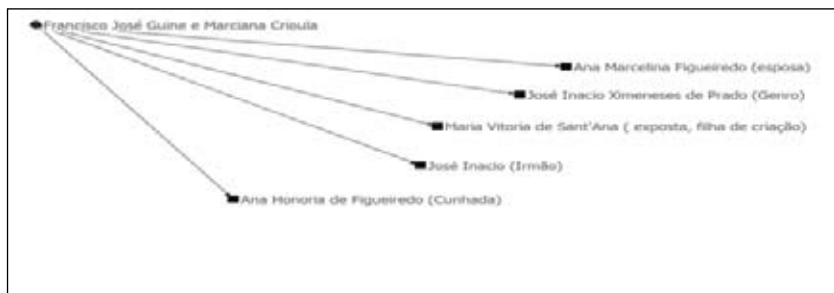 Francisco José Guine e Marciana Crioula
Ana Marcelina Figueiredo (esposa)
José Inacio Ximeneses de Prado (Genro)
Maria Vitoria de Sant'Ana ( exposta, filha de criação)
José Inacio (Irmão)
Ana Honoria de Figueiredo (Cunhada)